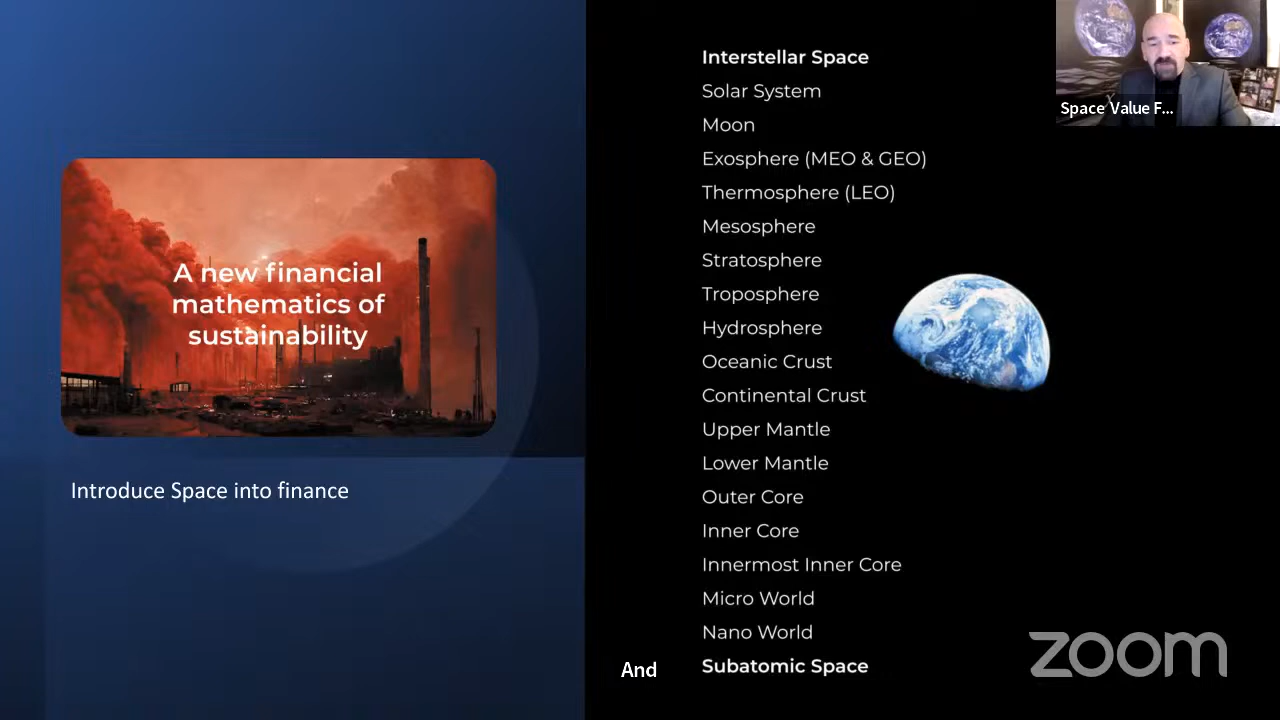 A new financial
mathematics of
sustainability
Introduce Space into finance
Interstellar Space
Solar System
Moon
Exosphere (MEO & GEO)
Thermosphere (LEO)
Mesosphere
Stratosphere
Troposphere
Hydrosphere
Oceanic Crust
Continental Crust
Upper Mantle
Lower Mantle
Outer Core
Inner Core
Innermost Inner Core
Micro World
Nano World
Subatomic Space
And
Space Value F...
zoom